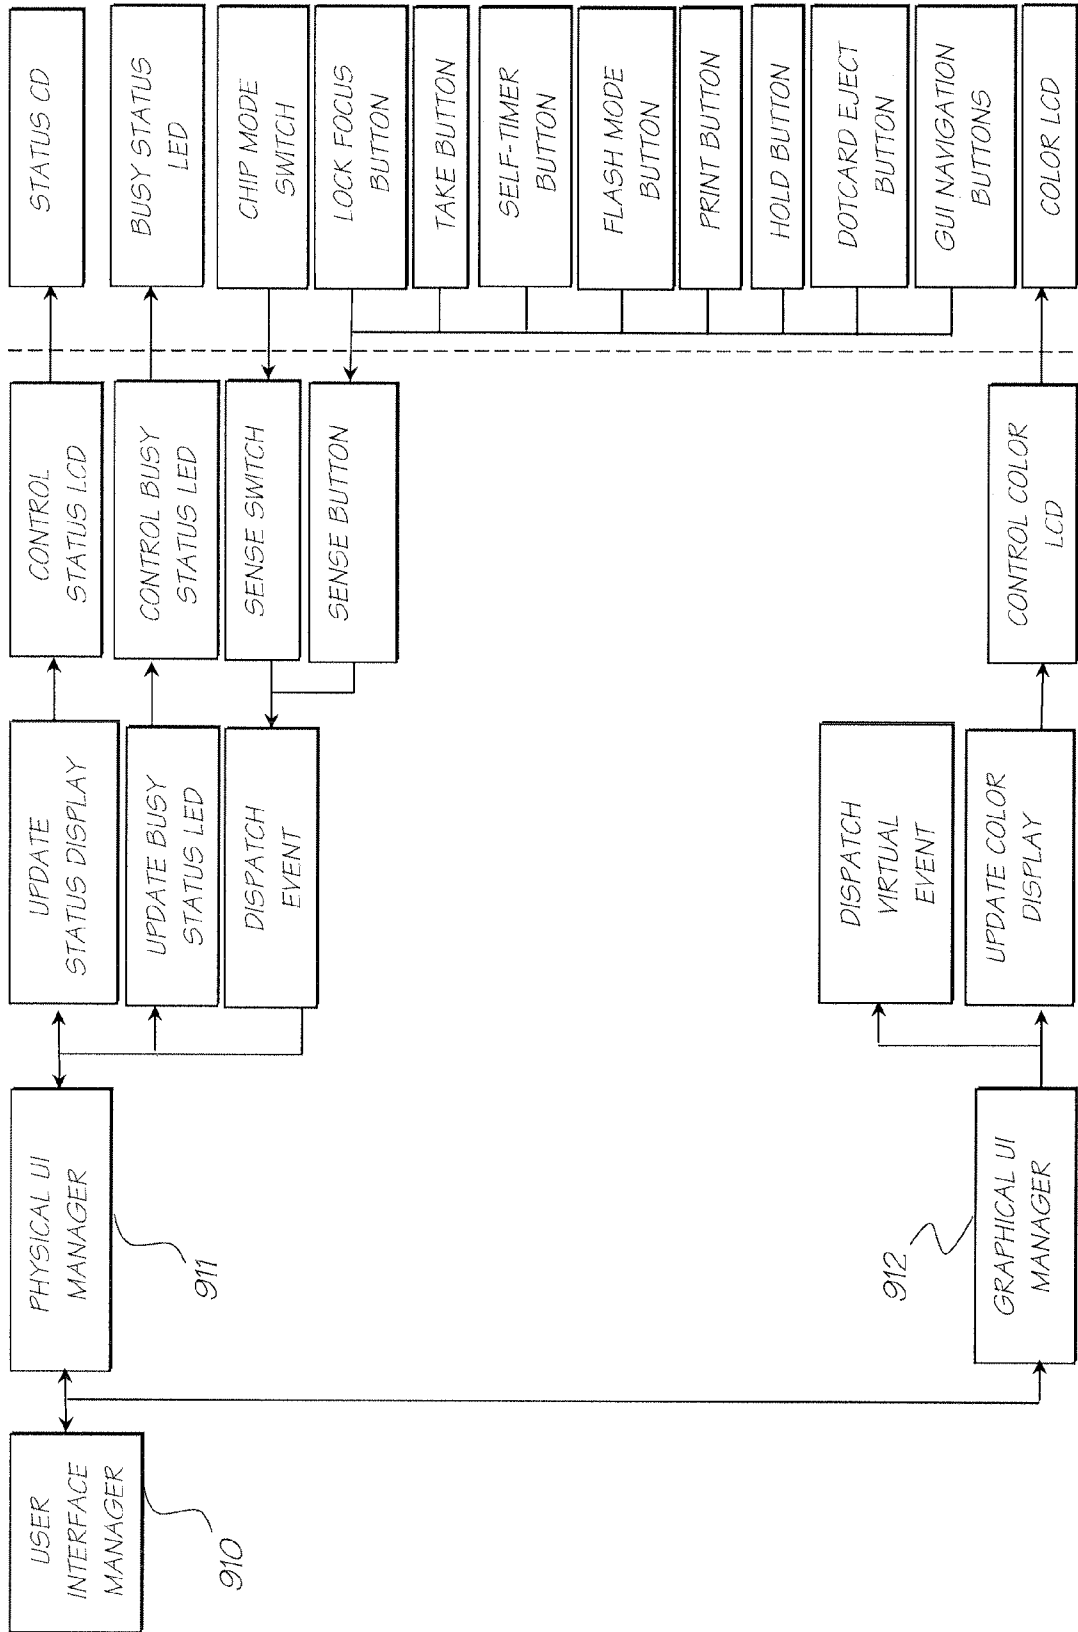 USER
INTERFACE
MANAGER
910
PHYSICAL UI
MANAGER
911
GRAPHICAL UI
MANAGER
912
UPDATE
STATUS DISPLAY
UPDATE BUSY
STATUS LED
DISPATCH
EVENT
DISPATCH
VIRTUAL
EVENT
UPDATE COLOR
DISPLAY
CONTROL
STATUS LCD
CONTROL BUSY
STATUS LED
SENSE SWITCH
SENSE BUTTON
CONTROL COLOR
LCD
STATUS CD
BUSY STATUS
LED
CHIP MODE
SWITCH
LOCK FOCUS
BUTTON
TAKE BUTTON
SELF-TIMER
BUTTON
FLASH MODE
BUTTON
PRINT BUTTON
HOLD BUTTON
DOTCARD EJECT
BUTTON
GUI NAVIGATION
BUTTONS
COLOR LCD